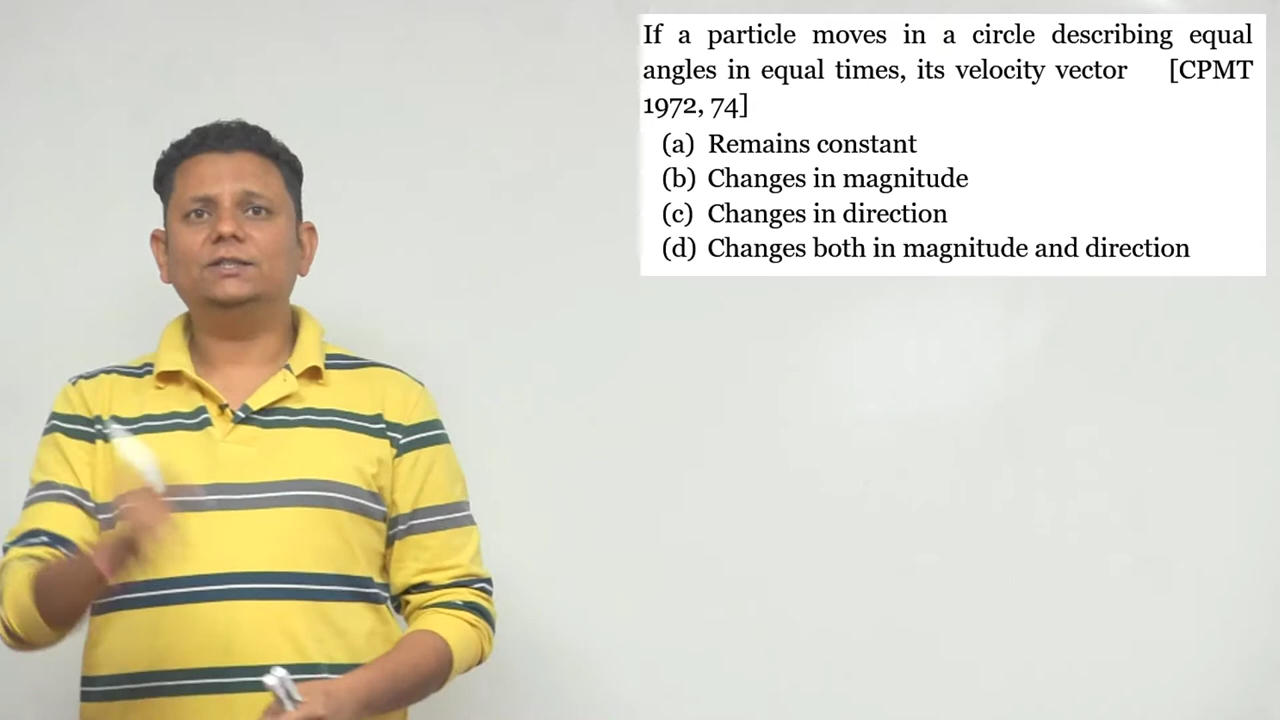 If a particle moves in a circle describing equal
angles in equal times, its velocity vector [CPMT
1972, 74]
(a) Remains constant
(b) Changes in magnitude
(c) Changes in direction
(d) Changes both in magnitude and direction